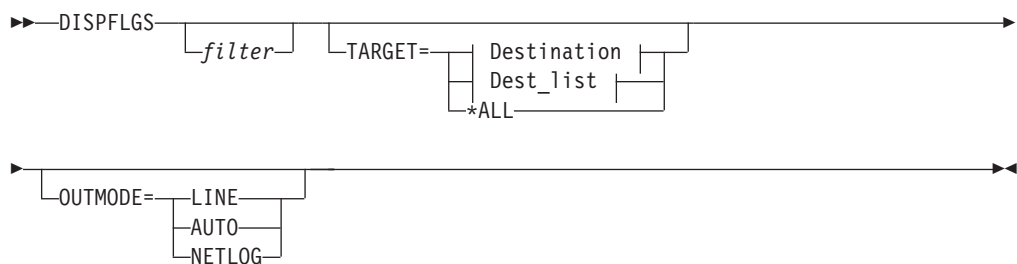 DISPFLGS
filter
TARGET=
Destination
Dest_list
*ALL
OUTMODE=
LINE
AUTO
NETLOG